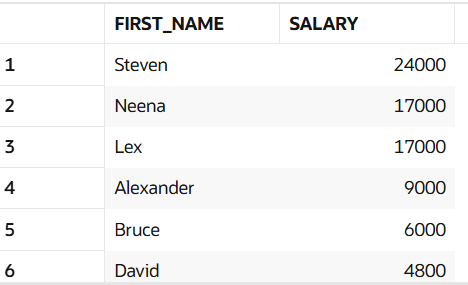 FIRST_NAME SALARY
1 Steven 24000
2 Neena 17000
3 Lex 17000
4 Alexander 9000
5 Bruce 6000
6 David 4800